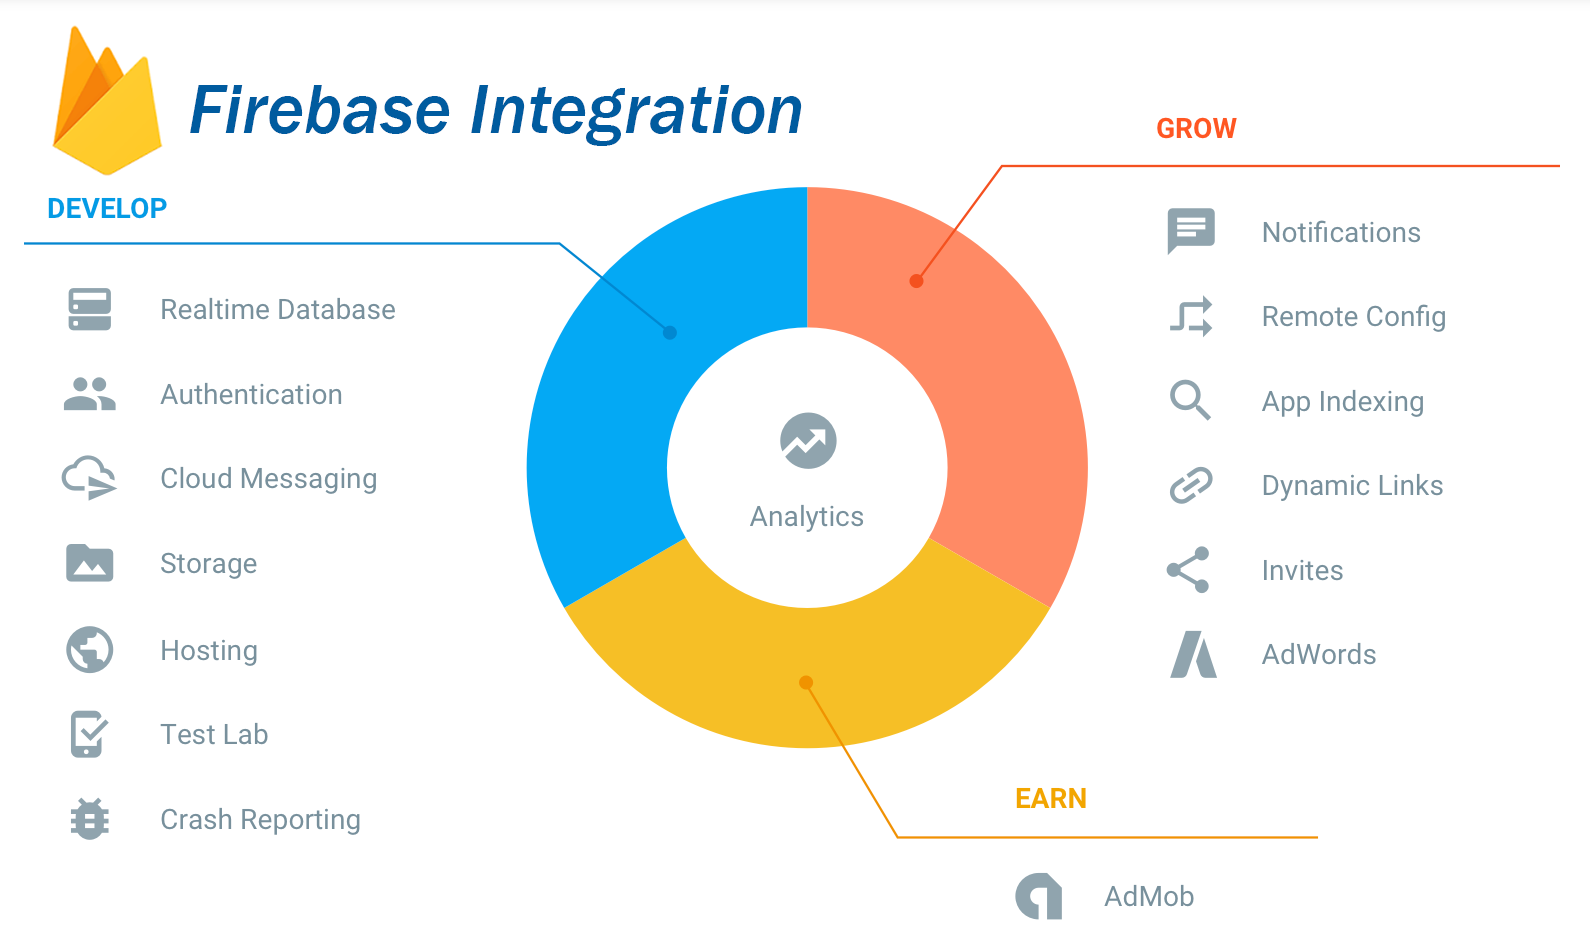 Firebase Integration
DEVELOP
Realtime Database
Authentication
Cloud Messaging
Storage
Hosting
Test Lab
Crash Reporting
Analytics
GROW
Notifications
Remote Config
App Indexing
Dynamic Links
Invites
AdWords
EARN
AdMob